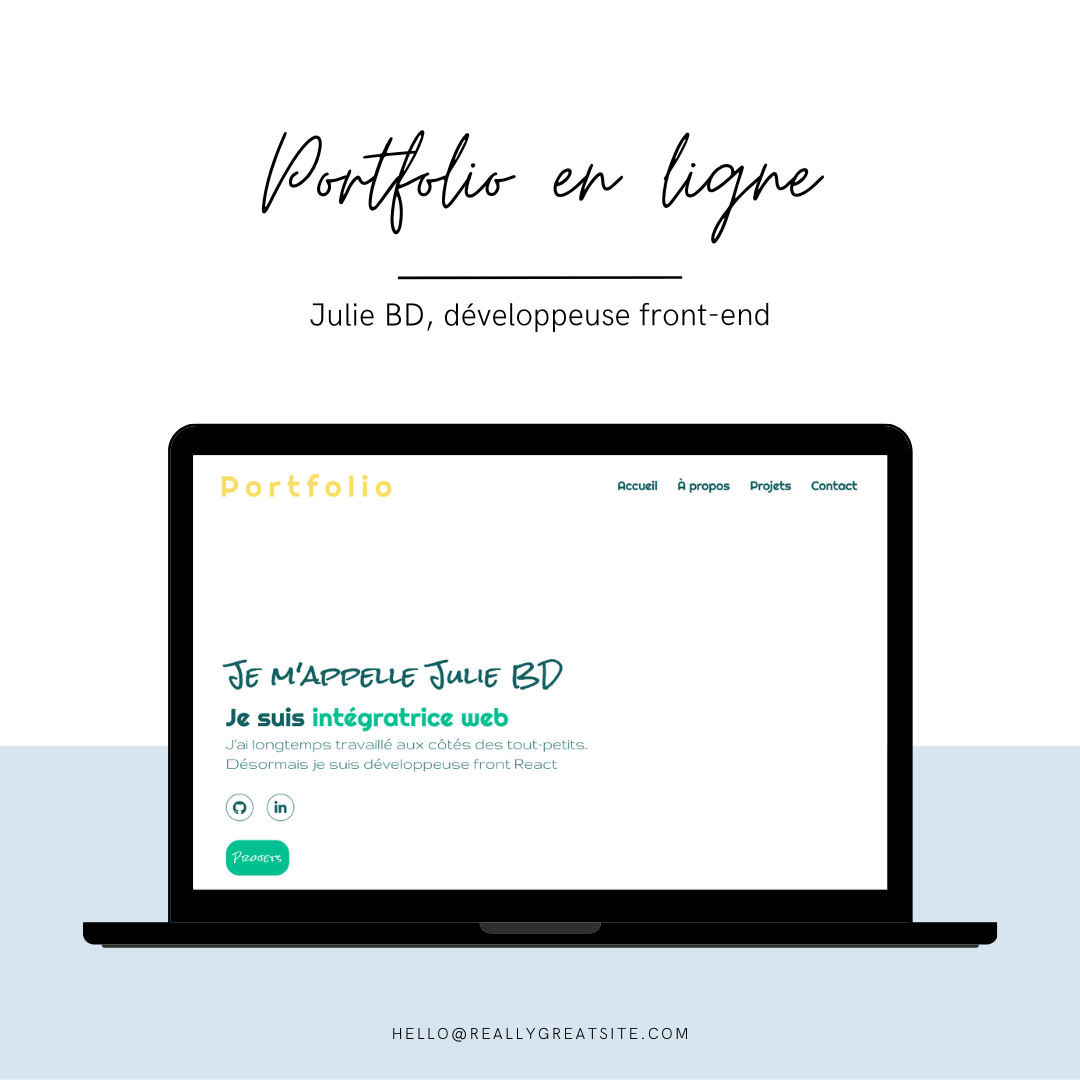 Portfolio en ligne
Julie BD, développeuse front-end
Portfolio
Accueil À propos Projets Contact
Je m'appelle Julie BD
Je suis intégratrice web
J'ai longtemps travaillé aux côtés des tout-petits.
Désormais je suis développeuse front React
in
Projets
HELLO@REALLYGREATSITE.COM